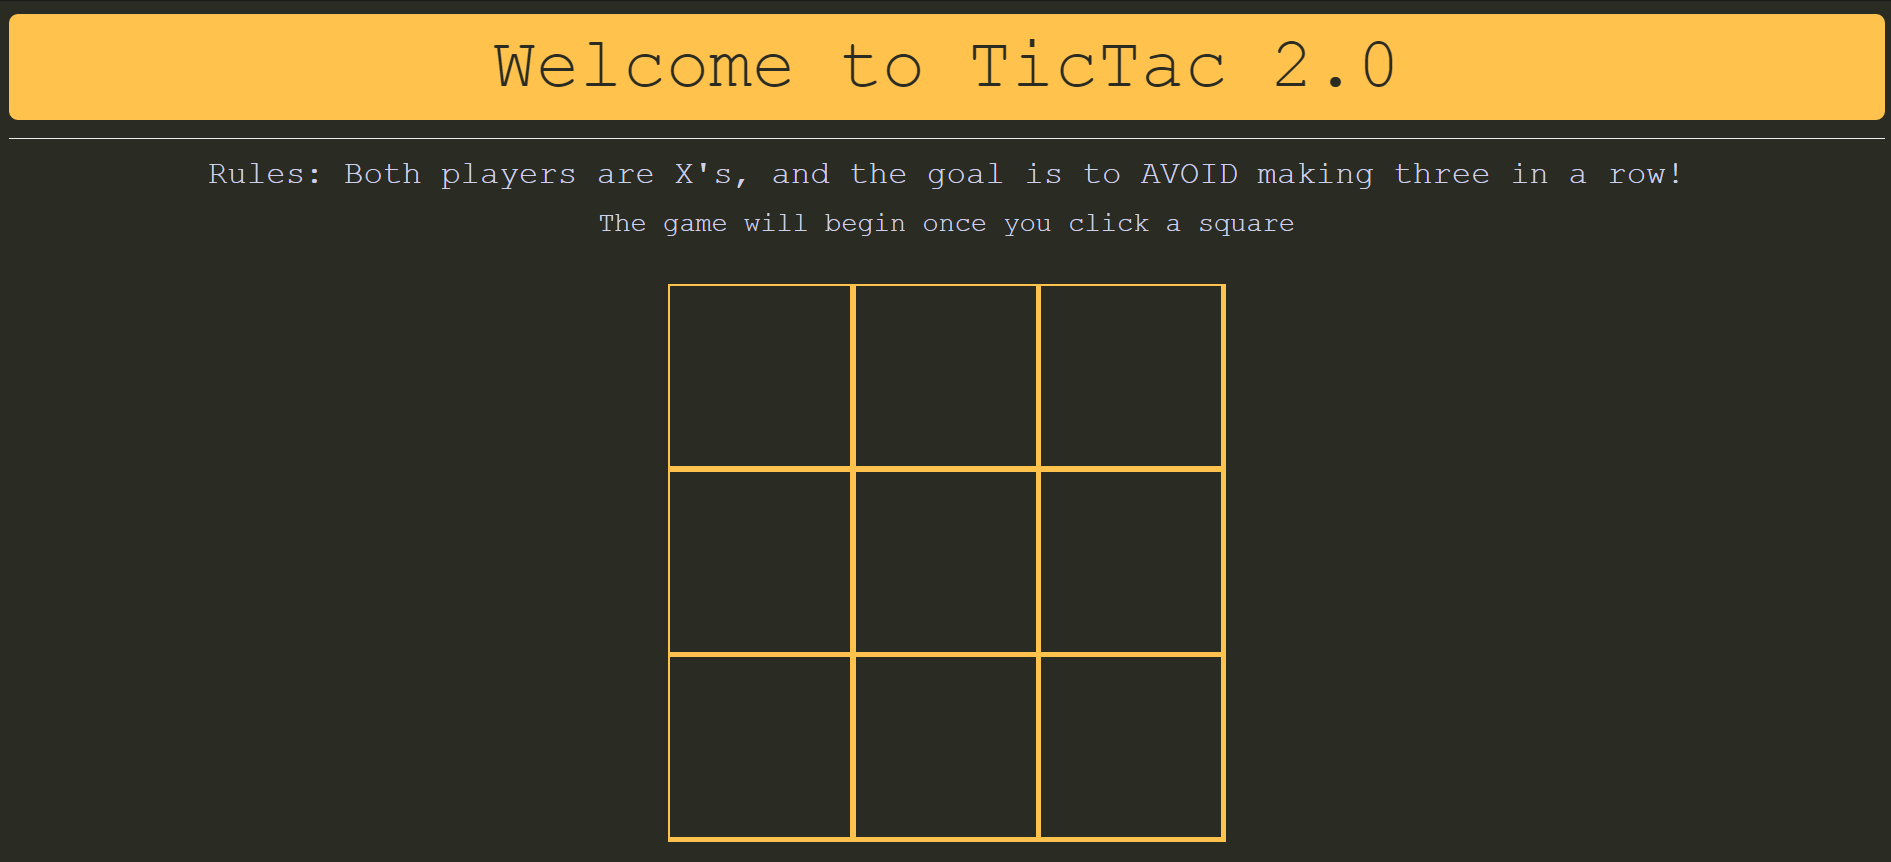 Welcome to TicTac 2.0
Rules: Both players are X's, and the goal is to AVOID making three in a row!
The game will begin once you click a square